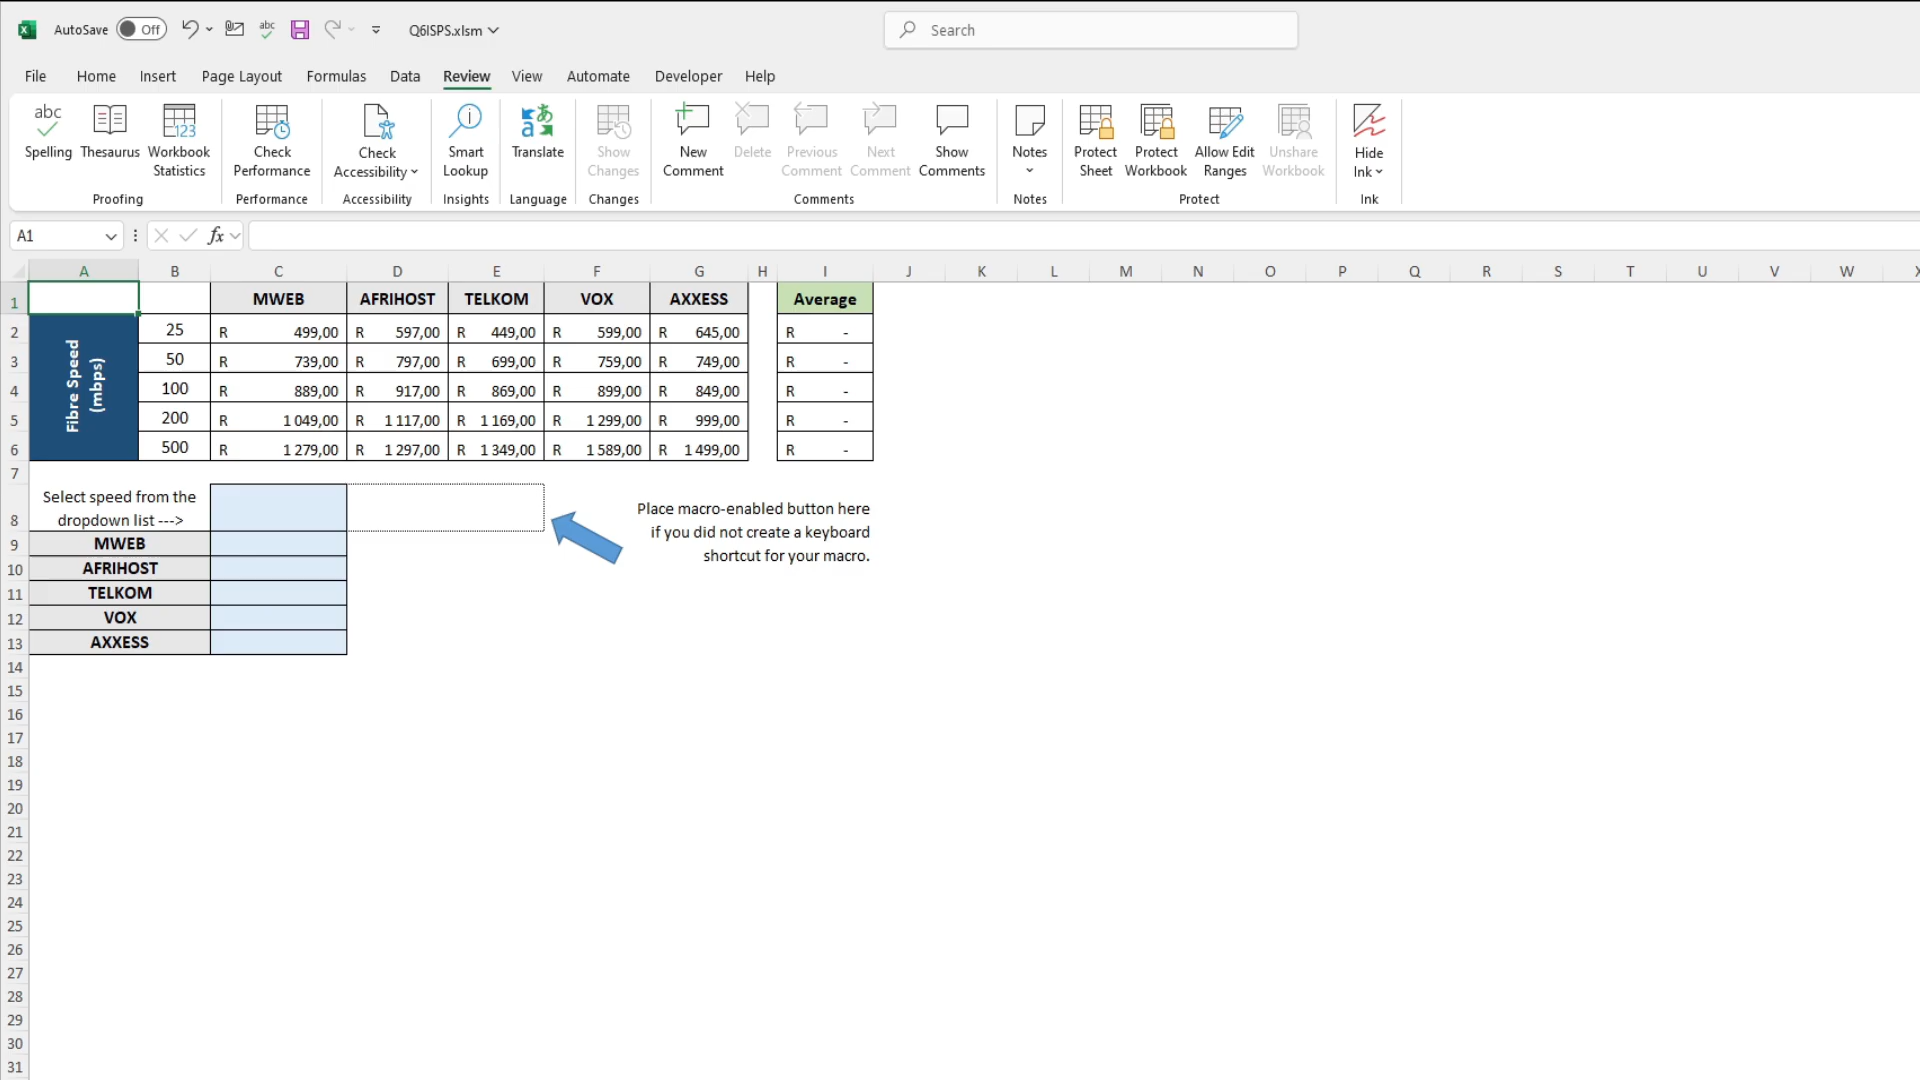 AutoSave Off Q6ISPS.xlsm Search
File Home Insert Page Layout Formulas Data Review View Automate Developer Help
Spelling Thesaurus Workbook Statistics Check Performance Check Accessibility Smart Lookup Translate Show Changes New Comment Delete Previous Comment Next Comment Show Comments Notes Protect Sheet Protect Workbook Allow Edit Ranges Unshare Workbook Hide Ink
Proofing Performance Accessibility Insights Language Changes Comments Notes Protect Ink
A1 fx
A B C D E F G H I J K L M N O P Q R S T U V W X
1 MWEB AFRIHOST TELKOM VOX AXXESS Average
Fibre Speed
(mbps)
2 25 R 499,00 R 597,00 R 449,00 R 599,00 R 645,00 R -
3 50 R 739,00 R 797,00 R 699,00 R 759,00 R 749,00 R -
4 100 R 889,00 R 917,00 R 869,00 R 899,00 R 849,00 R -
5 200 R 1 049,00 R 1 117,00 R 1 169,00 R 1 299,00 R 999,00 R -
6 500 R 1 279,00 R 1 297,00 R 1 349,00 R 1 589,00 R 1 499,00 R -
7
Select speed from the
8 dropdown list --->
Place macro-enabled button here
if you did not create a keyboard
shortcut for your macro.
9 MWEB
10 AFRIHOST
11 TELKOM
12 VOX
13 AXXESS
14
15
16
17
18
19
20
21
22
23
24
25
26
27
28
29
30
31